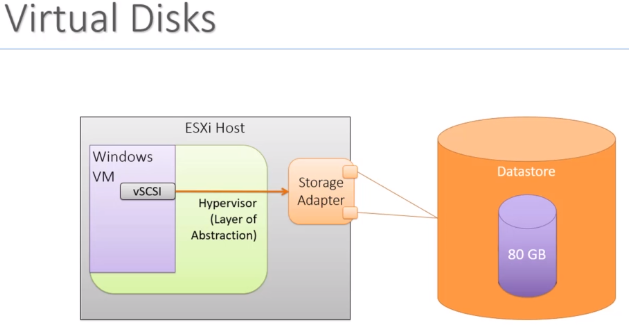 Virtual Disks
ESXi Host
Windows
VM
vSCSI
Hypervisor
(Layer of
Abstraction)
Storage
Adapter
Datastore
80 GB